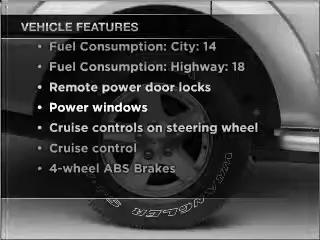 VEHICLE FEATURES
• Fuel Consumption: City: 14
• Fuel Consumption: Highway: 18
• Remote power door locks
• Power windows
• Cruise controls on steering wheel
• Cruise control
• 4-wheel ABS Brakes
WRANGLER